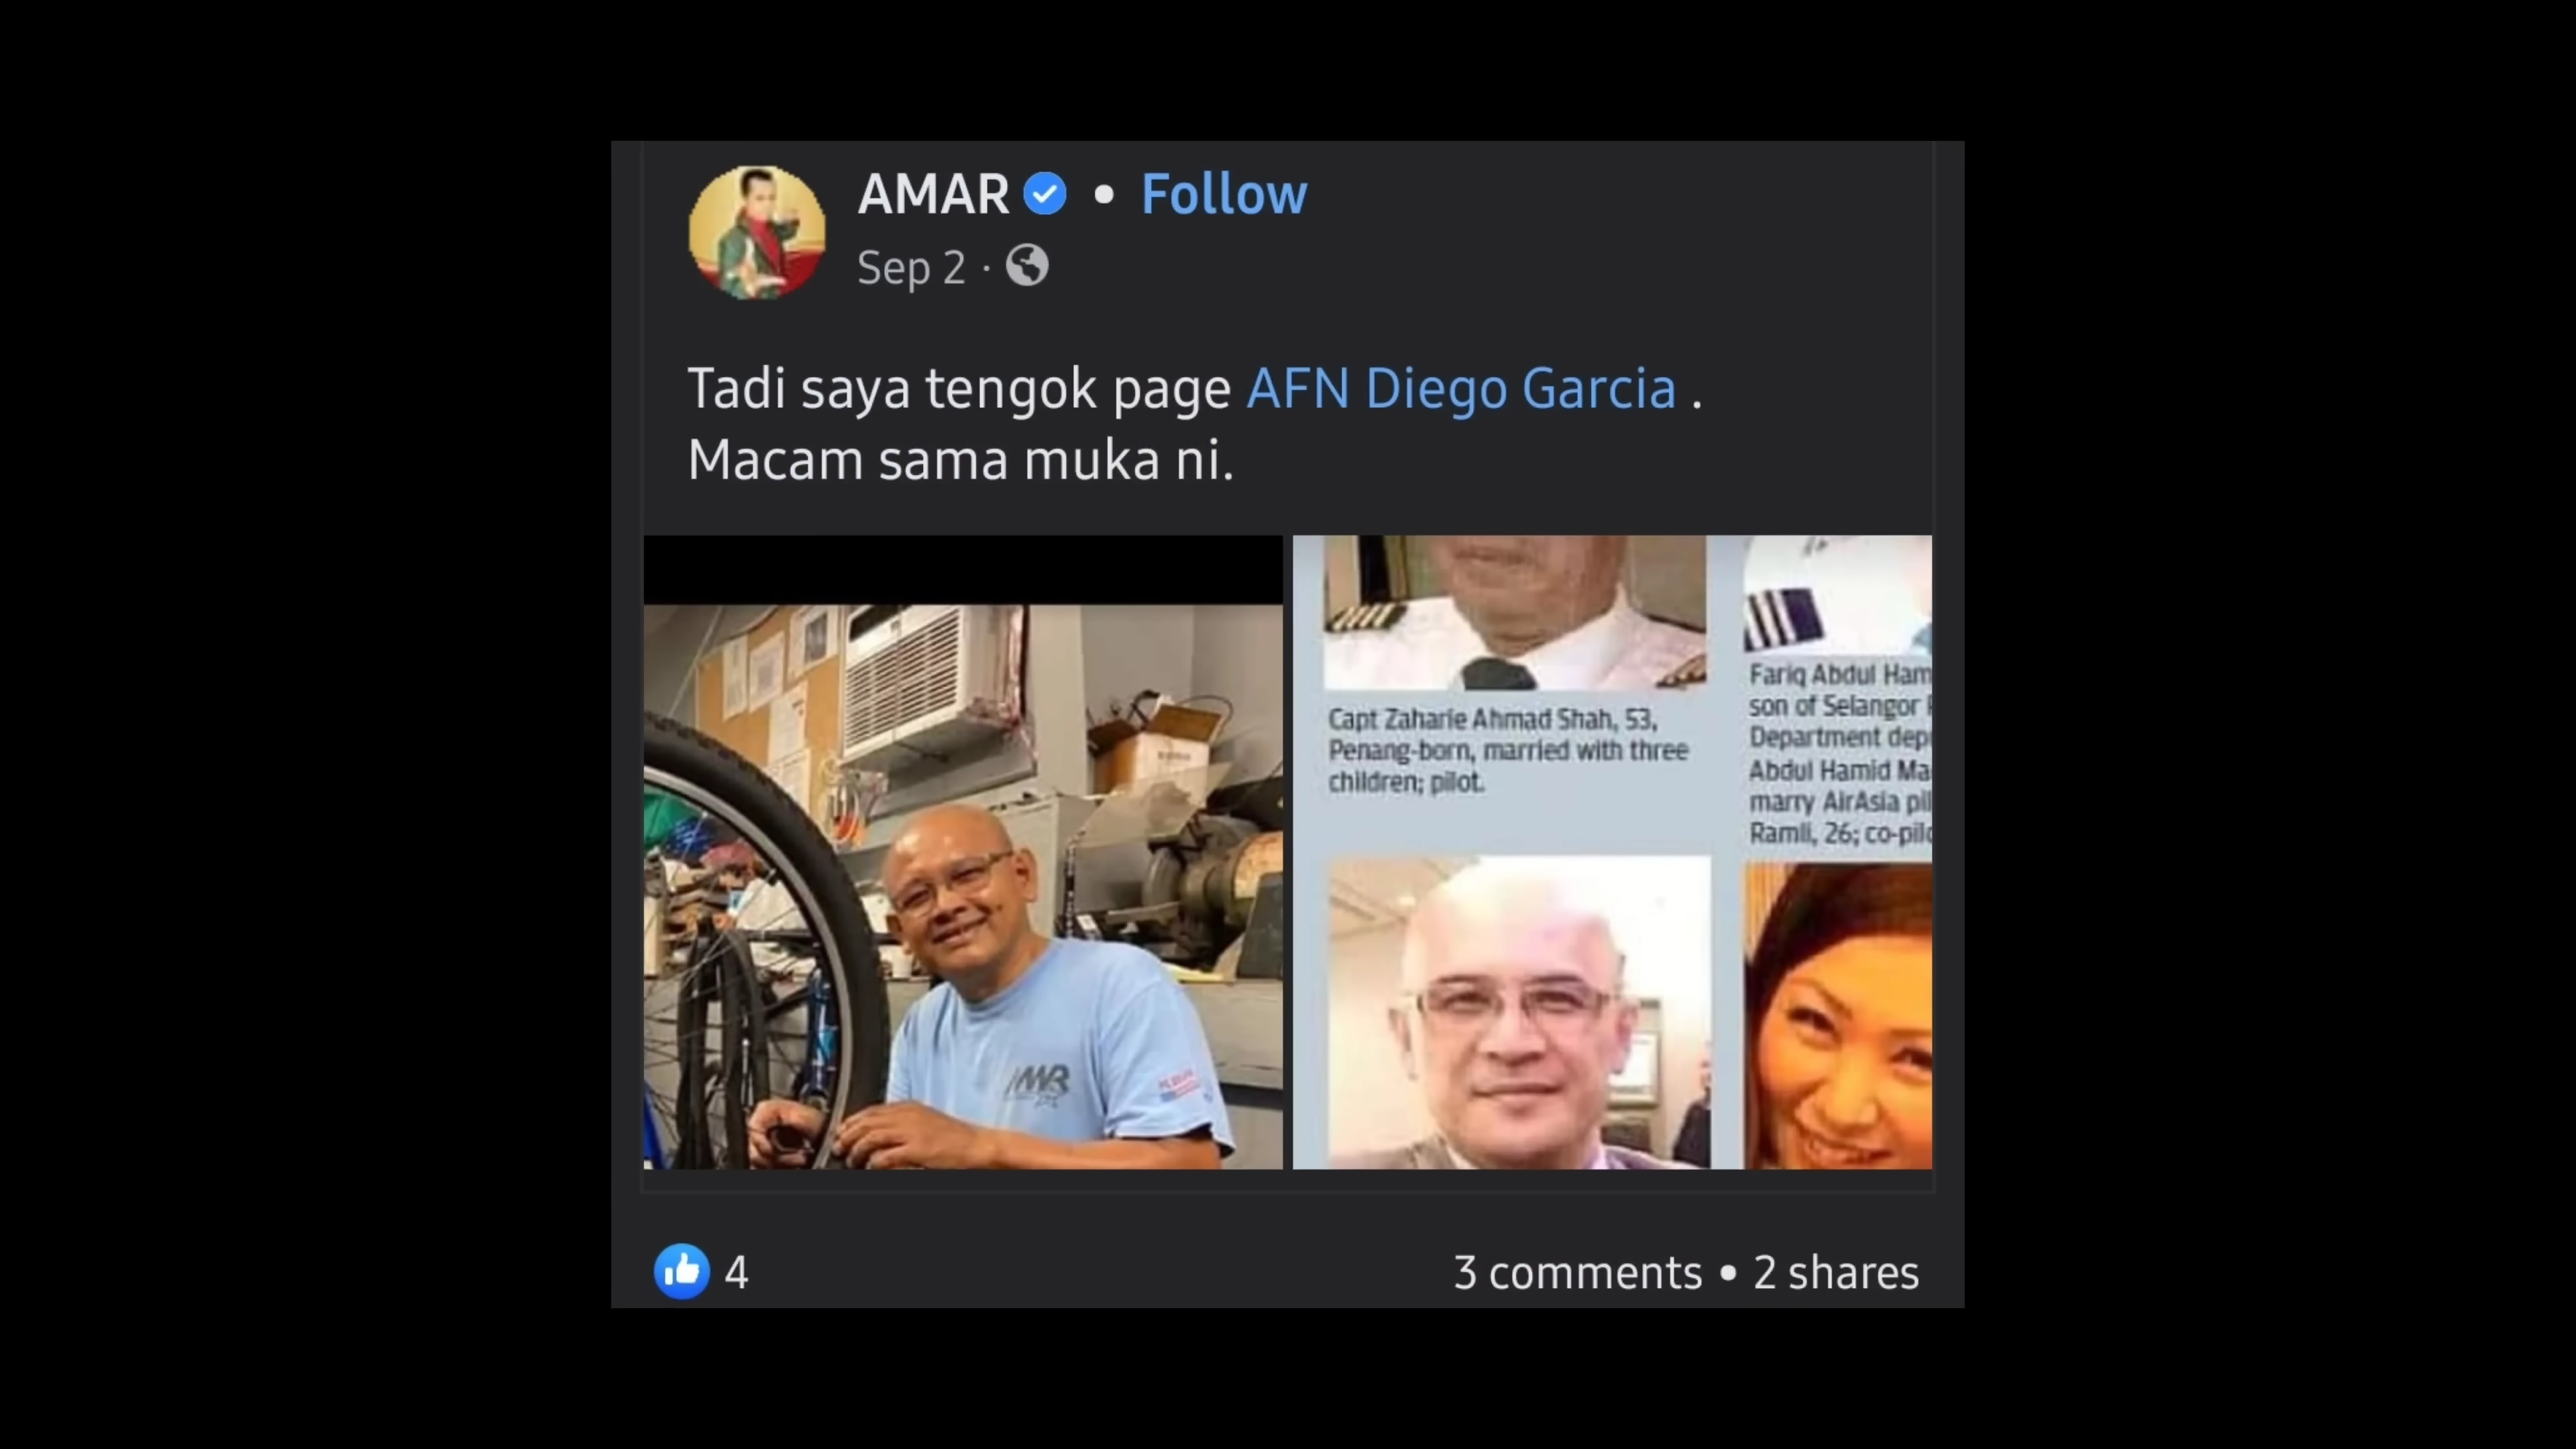 AMAR • Follow
Sep 2 ·
Tadi saya tengok page AFN Diego Garcia .
Macam sama muka ni.
MWR
Capt Zaharie Ahmad Shah, 53,
Penang-born, married with three
children; pilot.
Fariq Abdul Ham
son of Selangor
Department dep
Abdul Hamid Ma
marry AirAsia pil
Ramli, 26; co-pilo
4
3 comments • 2 shares